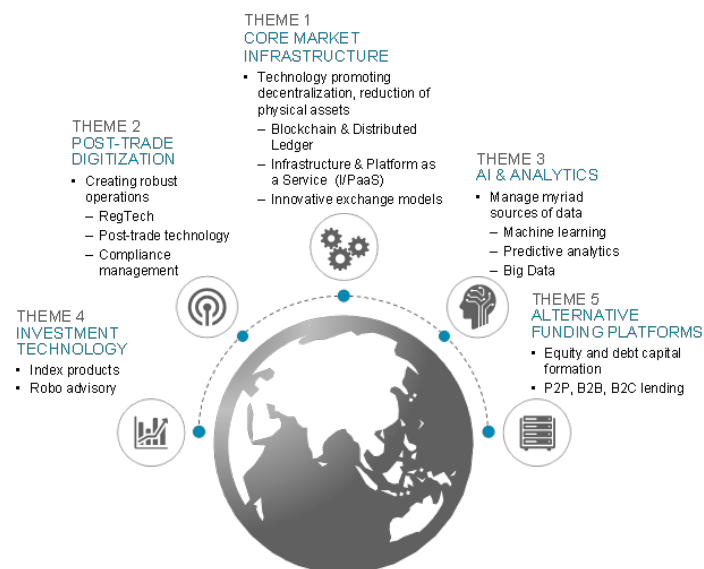 THEME 1
CORE MARKET
INFRASTRUCTURE
▪ Technology promoting
decentralization, reduction of
physical assets
– Blockchain & Distributed
Ledger
– Infrastructure & Platform as
a Service (I/PaaS)
– Innovative exchange models
THEME 2
POST-TRADE
DIGITIZATION
▪ Creating robust
operations
– RegTech
– Post-trade technology
– Compliance
management
THEME 3
AI & ANALYTICS
▪ Manage myriad
sources of data
– Machine learning
– Predictive analytics
– Big Data
THEME 4
INVESTMENT
TECHNOLOGY
▪ Index products
▪ Robo advisory
THEME 5
ALTERNATIVE
FUNDING PLATFORMS
▪ Equity and debt capital
formation
▪ P2P, B2B, B2C lending